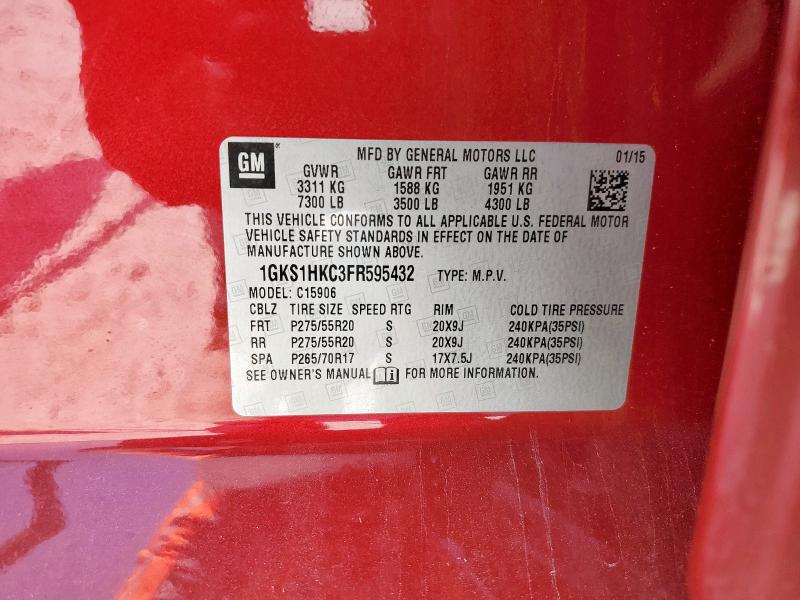 GM
MFD BY GENERAL MOTORS LLC 01/15
GVWR GAWR FRT GAWR RR
3311 KG 1588 KG 1951 KG
7300 LB 3500 LB 4300 LB
THIS VEHICLE CONFORMS TO ALL APPLICABLE U.S. FEDERAL MOTOR
VEHICLE SAFETY STANDARDS IN EFFECT ON THE DATE OF
MANUFACTURE SHOWN ABOVE.
1GKS1HKC3FR595432 TYPE: M.P.V.
MODEL: C15906
CBLZ TIRE SIZE SPEED RTG RIM COLD TIRE PRESSURE
FRT P275/55R20 S 20X9J 240KPA(35PSI)
RR P275/55R20 S 20X9J 240KPA(35PSI)
SPA P265/70R17 S 17X7.5J 240KPA(35PSI)
SEE OWNER'S MANUAL FOR MORE INFORMATION.